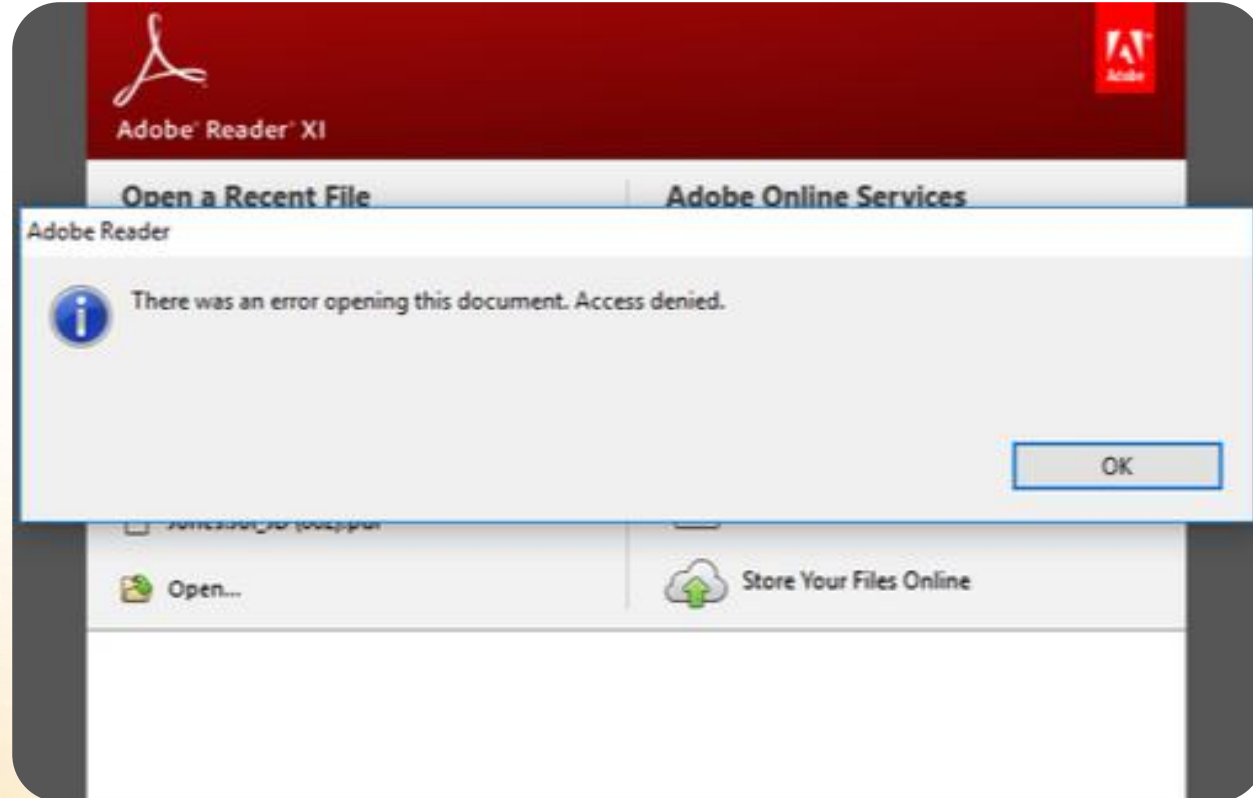 Adobe
Adobe® Reader® XI
Open a Recent File
Adobe Online Services
Adobe Reader
There was an error opening this document. Access denied.
OK
Open...
Store Your Files Online